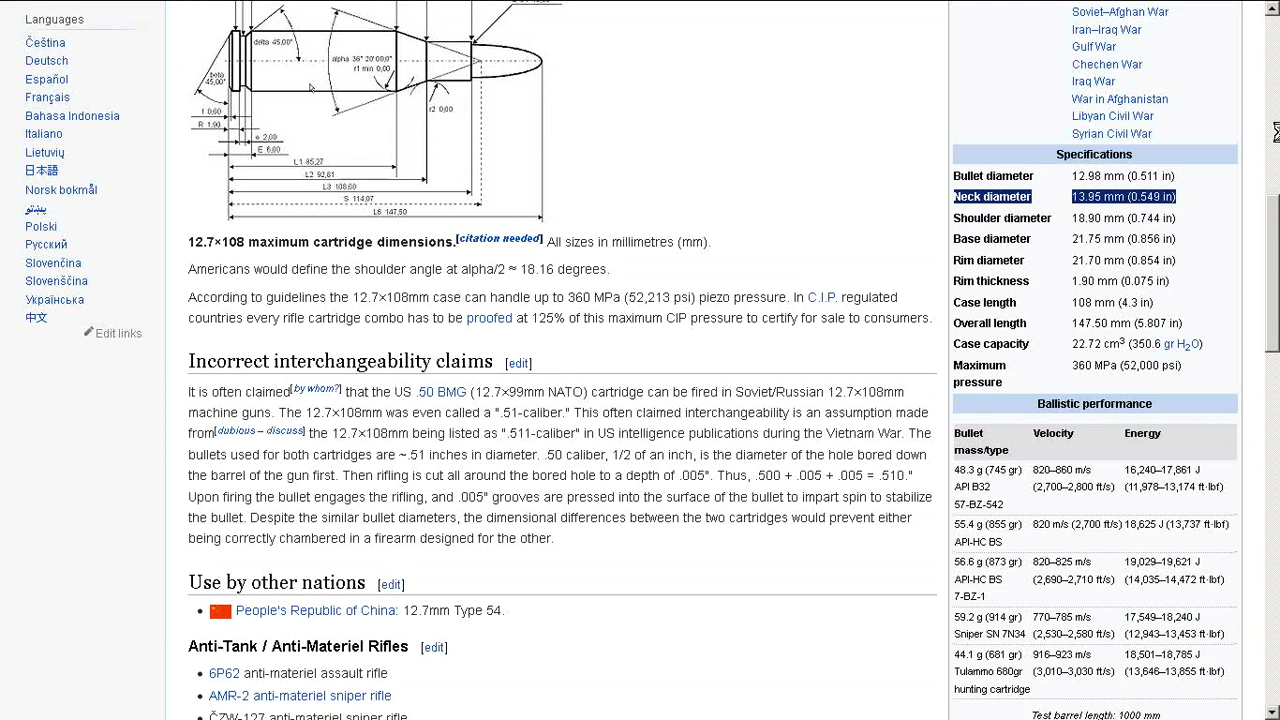 Languages
Čeština
Deutsch
Español
Français
Bahasa Indonesia
Italiano
Lietuvių
日本語
Norsk bokmål
پښتو
Polski
Русский
Slovenčina
Slovenščina
Українська
中文
Edit links
delta 45,00°
alpha 36° 20'00,0"
r1 min 0,00
beta
45,00°
r2 0,00
f 0,60
R 1,90
e 2,00
E 6,60
L1 85,27
L2 92,61
L3 108,00
S 114,07
L6 147,50
12.7×108 maximum cartridge dimensions.[citation needed] All sizes in millimetres (mm).
Americans would define the shoulder angle at alpha/2 ≈ 18.16 degrees.
According to guidelines the 12.7×108mm case can handle up to 360 MPa (52,213 psi) piezo pressure. In C.I.P. regulated
countries every rifle cartridge combo has to be proofed at 125% of this maximum CIP pressure to certify for sale to consumers.
Incorrect interchangeability claims [edit]
It is often claimed[by whom?] that the US .50 BMG (12.7×99mm NATO) cartridge can be fired in Soviet/Russian 12.7×108mm
machine guns. The 12.7×108mm was even called a ".51-caliber." This often claimed interchangeability is an assumption made
from[dubious – discuss] the 12.7×108mm being listed as ".511-caliber" in US intelligence publications during the Vietnam War. The
bullets used for both cartridges are ~.51 inches in diameter. .50 caliber, 1/2 of an inch, is the diameter of the hole bored down
the barrel of the gun first. Then rifling is cut all around the bored hole to a depth of .005". Thus, .500 + .005 + .005 = .510."
Upon firing the bullet engages the rifling, and .005" grooves are pressed into the surface of the bullet to impart spin to stabilize
the bullet. Despite the similar bullet diameters, the dimensional differences between the two cartridges would prevent either
being correctly chambered in a firearm designed for the other.
Use by other nations [edit]
People's Republic of China: 12.7mm Type 54.
Anti-Tank / Anti-Materiel Rifles [edit]
6P62 anti-materiel assault rifle
AMR-2 anti-materiel sniper rifle
ČZW-127 anti-materiel sniper rifle
Soviet–Afghan War
Iran–Iraq War
Gulf War
Chechen War
Iraq War
War in Afghanistan
Libyan Civil War
Syrian Civil War
Specifications
Bullet diameter 12.98 mm (0.511 in)
Neck diameter 13.95 mm (0.549 in)
Shoulder diameter 18.90 mm (0.744 in)
Base diameter 21.75 mm (0.856 in)
Rim diameter 21.70 mm (0.854 in)
Rim thickness 1.90 mm (0.075 in)
Case length 108 mm (4.3 in)
Overall length 147.50 mm (5.807 in)
Case capacity 22.72 cm³ (350.6 gr H₂O)
Maximum 360 MPa (52,000 psi)
pressure
Ballistic performance
Bullet Velocity Energy
mass/type
48.3 g (745 gr) 820–860 m/s 16,240–17,861 J
API B32 (2,700–2,800 ft/s) (11,978–13,174 ft·lbf)
57-BZ-542
55.4 g (855 gr) 820 m/s (2,700 ft/s) 18,625 J (13,737 ft·lbf)
API-HC BS
56.6 g (873 gr) 820–825 m/s 19,029–19,621 J
API-HC BS (2,690–2,710 ft/s) (14,035–14,472 ft·lbf)
7-BZ-1
59.2 g (914 gr) 770–785 m/s 17,549–18,240 J
Sniper SN 7N34 (2,530–2,580 ft/s) (12,943–13,453 ft·lbf)
44.1 g (681 gr) 916–923 m/s 18,501–18,785 J
Tulammo 680gr (3,010–3,030 ft/s) (13,646–13,855 ft·lbf)
hunting cartridge
Test barrel length: 1000 mm